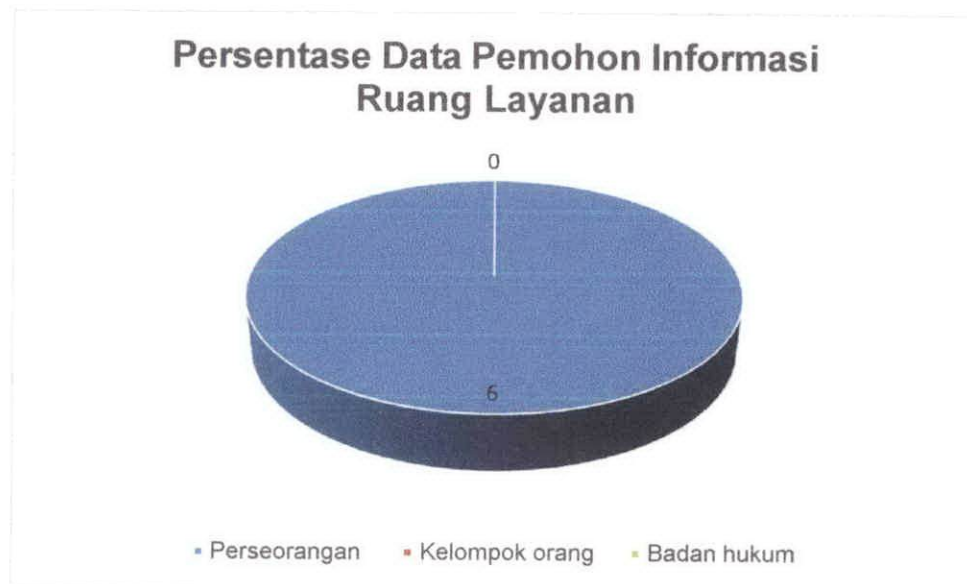 Persentase Data Pemohon Informasi
Ruang Layanan
0
6
Perseorangan Kelompok orang Badan hukum